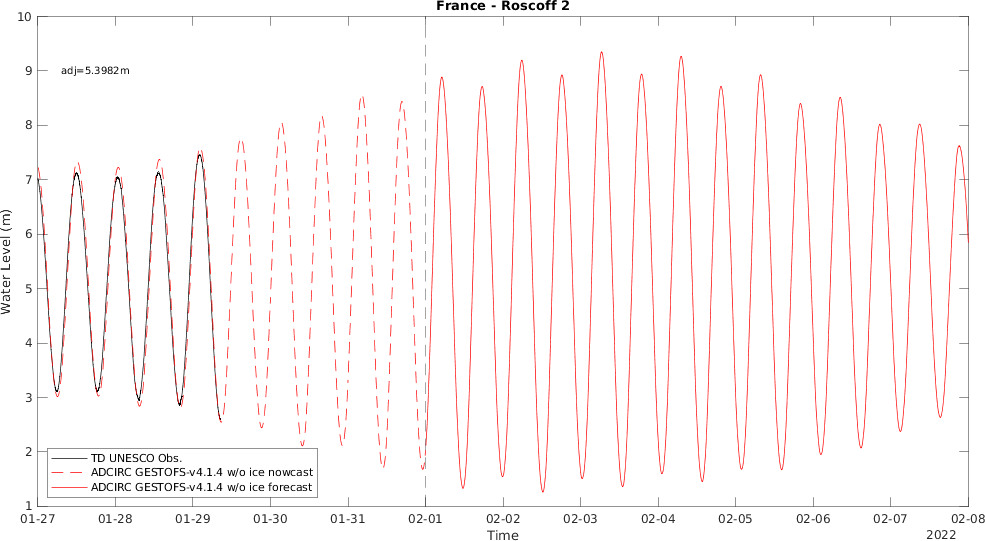 France - Roscoff 2
adj=5.3982m
Water Level (m)
10
9
8
7
6
5
4
3
2
1
TD UNESCO Obs.
ADCIRC GESTOFS-v4.1.4 w/o ice nowcast
ADCIRC GESTOFS-v4.1.4 w/o ice forecast
01-27 01-28 01-29 01-30 01-31 02-01 02-02 02-03 02-04 02-05 02-06 02-07 02-08
Time
2022